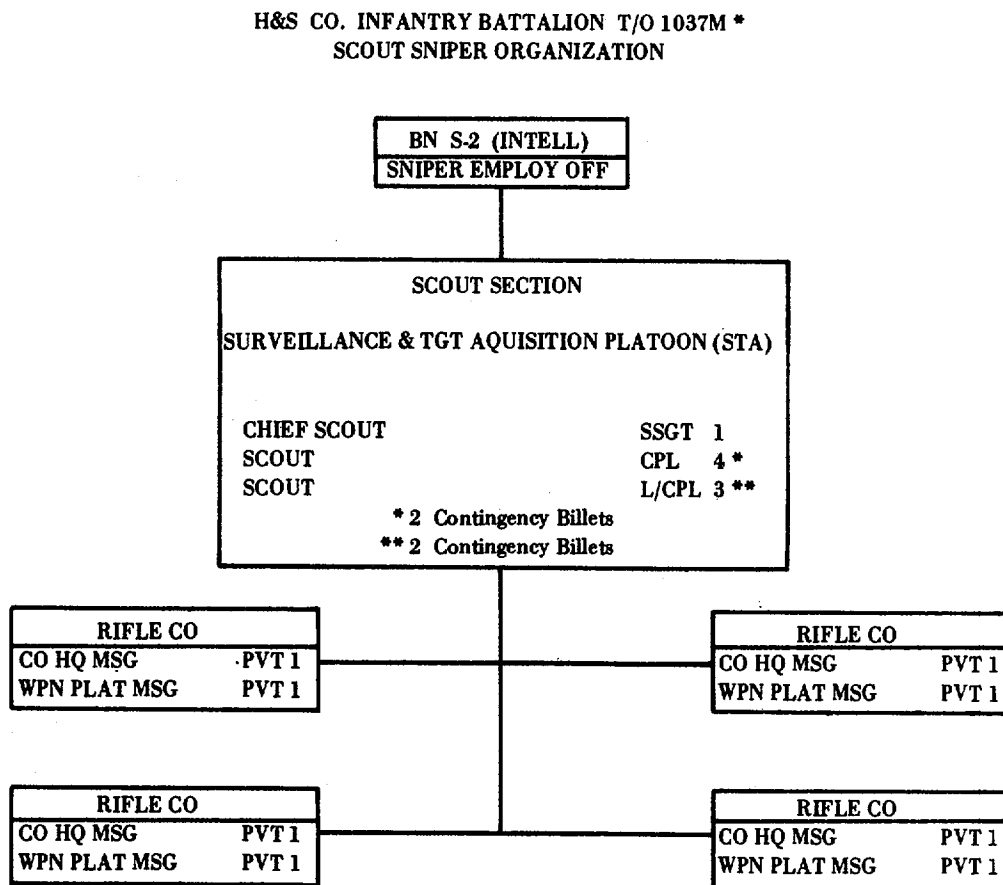 H&S CO. INFANTRY BATTALION T/O 1037M *
SCOUT SNIPER ORGANIZATION
BN S-2 (INTELL)
SNIPER EMPLOY OFF
SCOUT SECTION
SURVEILLANCE & TGT AQUISITION PLATOON (STA)
CHIEF SCOUT SSGT 1
SCOUT CPL 4 *
SCOUT L/CPL 3 **
* 2 Contingency Billets
** 2 Contingency Billets
RIFLE CO
CO HQ MSG PVT 1
WPN PLAT MSG PVT 1
RIFLE CO
CO HQ MSG PVT 1
WPN PLAT MSG PVT 1
RIFLE CO
CO HQ MSG PVT 1
WPN PLAT MSG PVT 1
RIFLE CO
CO HQ MSG PVT 1
WPN PLAT MSG PVT 1